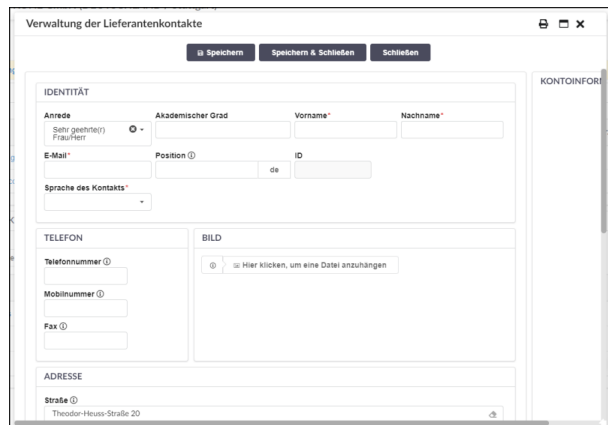 Verwaltung der Lieferantenkontakte
Speichern Speichern & Schließen Schließen
KONTOINFORM
IDENTITÄT
Anrede Akademischer Grad Vorname* Nachname*
Sehr geehrte(r)
Frau/Herr
E-Mail* Position ID
de
Sprache des Kontakts*
TELEFON BILD
Telefonnummer
Hier klicken, um eine Datei anzuhängen
Mobilnummer
Fax
ADRESSE
Straße
Theodor-Heuss-Straße 20